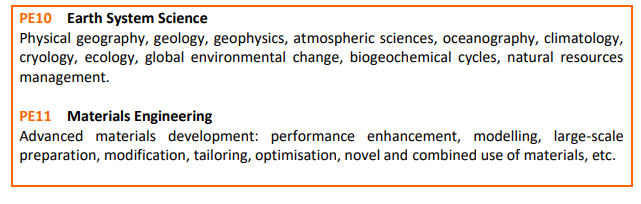 PE10 Earth System Science
Physical geography, geology, geophysics, atmospheric sciences, oceanography, climatology,
cryology, ecology, global environmental change, biogeochemical cycles, natural resources
management.
PE11 Materials Engineering
Advanced materials development: performance enhancement, modelling, large-scale
preparation, modification, tailoring, optimisation, novel and combined use of materials, etc.